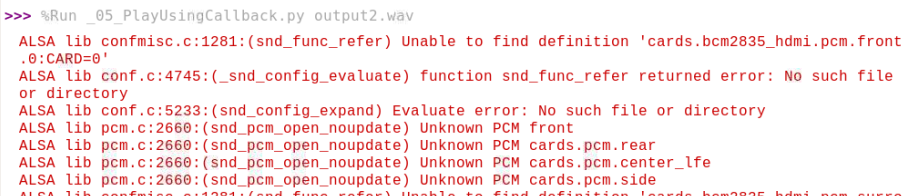 >>> %Run _05_PlayUsingCallback.py output2.wav
ALSA lib confmisc.c:1281:(snd_func_refer) Unable to find definition 'cards.bcm2835_hdmi.pcm.front
.0:CARD=0'
ALSA lib conf.c:4745:(_snd_config_evaluate) function snd_func_refer returned error: No such file
or directory
ALSA lib conf.c:5233:(snd_config_expand) Evaluate error: No such file or directory
ALSA lib pcm.c:2660:(snd_pcm_open_noupdate) Unknown PCM front
ALSA lib pcm.c:2660:(snd_pcm_open_noupdate) Unknown PCM cards.pcm.rear
ALSA lib pcm.c:2660:(snd_pcm_open_noupdate) Unknown PCM cards.pcm.center_lfe
ALSA lib pcm.c:2660:(snd_pcm_open_noupdate) Unknown PCM cards.pcm.side
ALSA lib confmisc.c:1281:(snd_func_refer) Unable to find definition 'cards.bcm2835_hdmi.pcm.surro